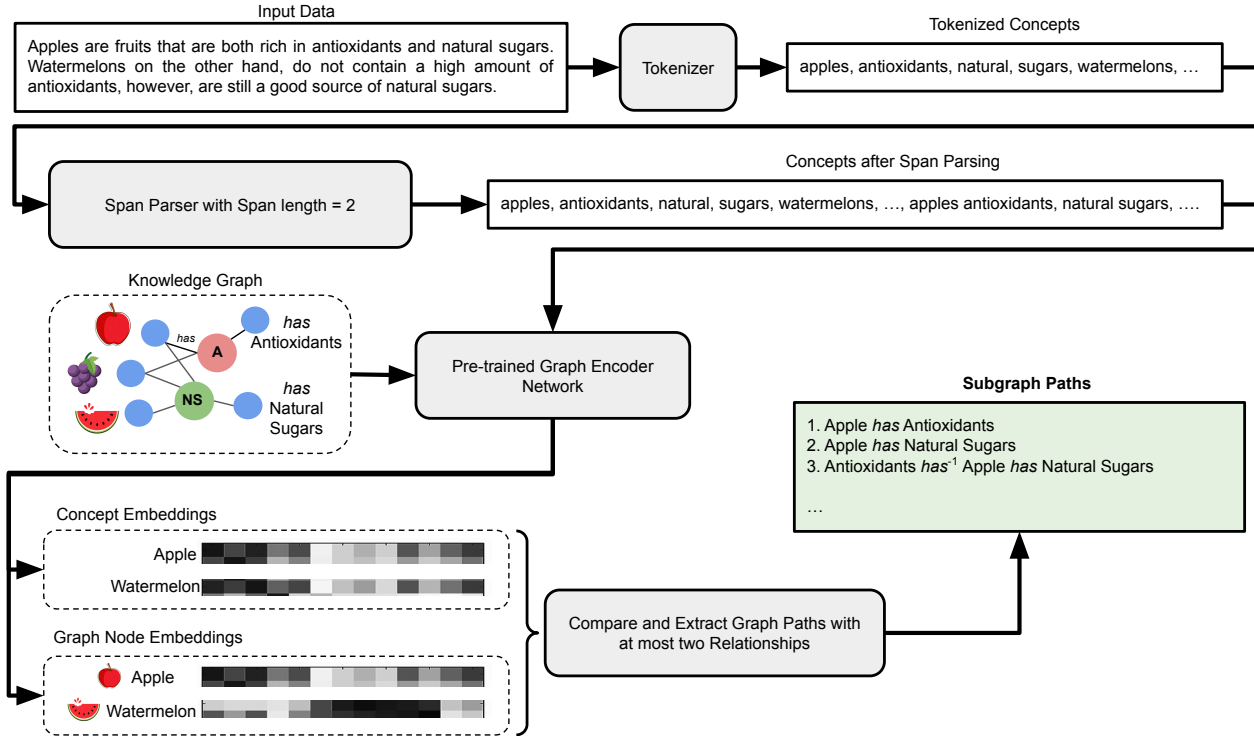 Input Data
Apples are fruits that are both rich in antioxidants and natural sugars.
Watermelons on the other hand, do not contain a high amount of
antioxidants, however, are still a good source of natural sugars.
Tokenizer
Tokenized Concepts
apples, antioxidants, natural, sugars, watermelons, …
Span Parser with Span length = 2
Concepts after Span Parsing
apples, antioxidants, natural, sugars, watermelons, …, apples antioxidants, natural sugars, ….
Knowledge Graph
has
A
NS
has
Antioxidants
has
Natural
Sugars
Pre-trained Graph Encoder
Network
Subgraph Paths
1. Apple has Antioxidants
2. Apple has Natural Sugars
3. Antioxidants has⁻¹ Apple has Natural Sugars
…
Concept Embeddings
Apple
Watermelon
Graph Node Embeddings
Apple
Watermelon
Compare and Extract Graph Paths with
at most two Relationships